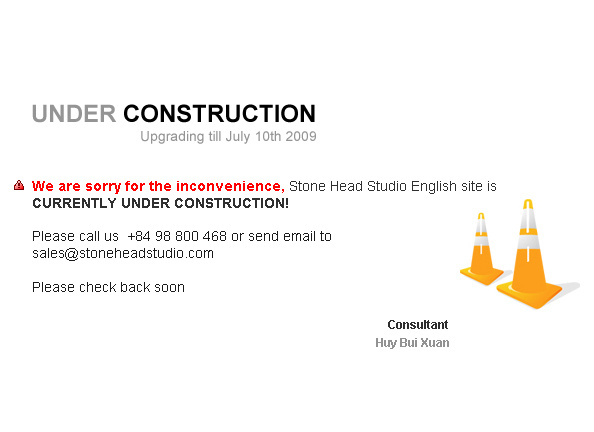 UNDER CONSTRUCTION
Upgrading till July 10th 2009
We are sorry for the inconvenience, Stone Head Studio English site is
CURRENTLY UNDER CONSTRUCTION!
Please call us  +84 98 800 468 or send email to
sales@stoneheadstudio.com
Please check back soon
Consultant
Huy Bui Xuan